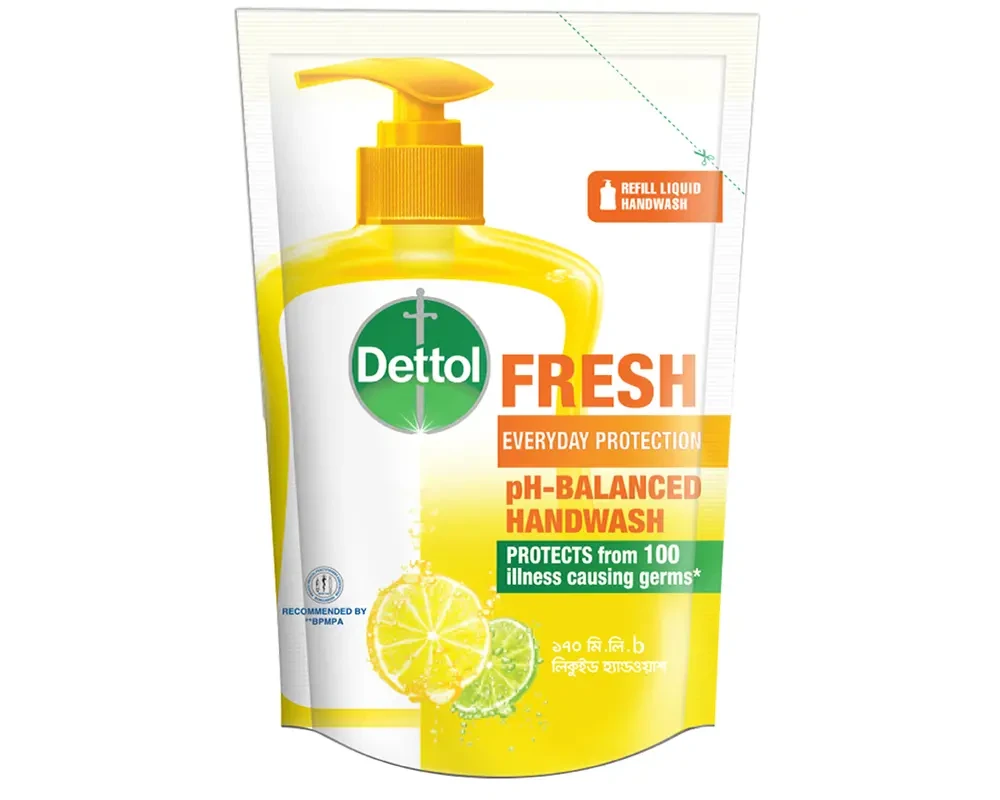 REFILL LIQUID
HANDWASH
Dettol
FRESH
EVERYDAY PROTECTION
pH-BALANCED
HANDWASH
PROTECTS from 100
illness causing germs*
RECOMMENDED BY
**BPMPA
১৭০ মি.লি.b
লিকুইড হ্যান্ডওয়াশ